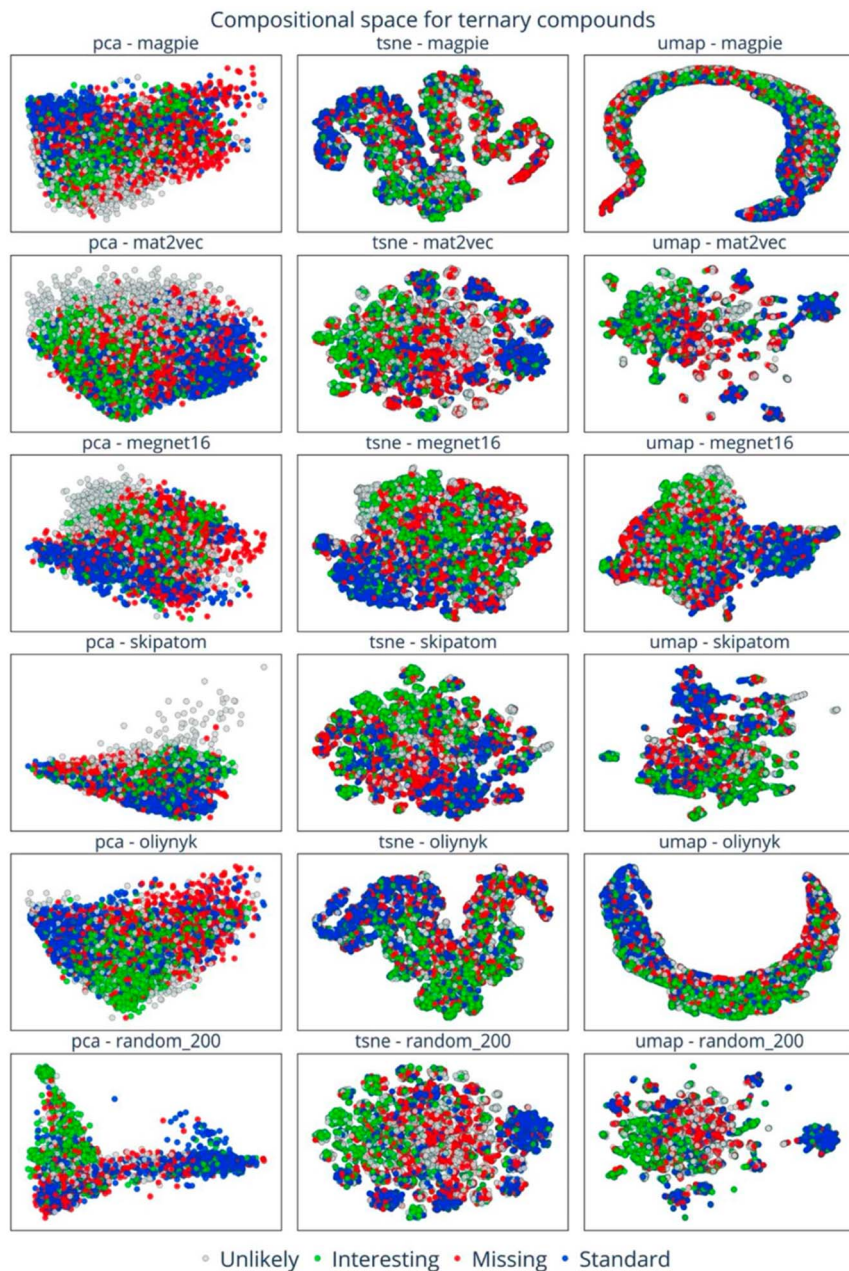 Compositional space for ternary compounds
pca - magpie
tsne - magpie
umap - magpie
pca - mat2vec
tsne - mat2vec
umap - mat2vec
pca - megnet16
tsne - megnet16
umap - megnet16
pca - skipatom
tsne - skipatom
umap - skipatom
pca - oliynyk
tsne - oliynyk
umap - oliynyk
pca - random_200
tsne - random_200
umap - random_200
Unlikely Interesting Missing Standard